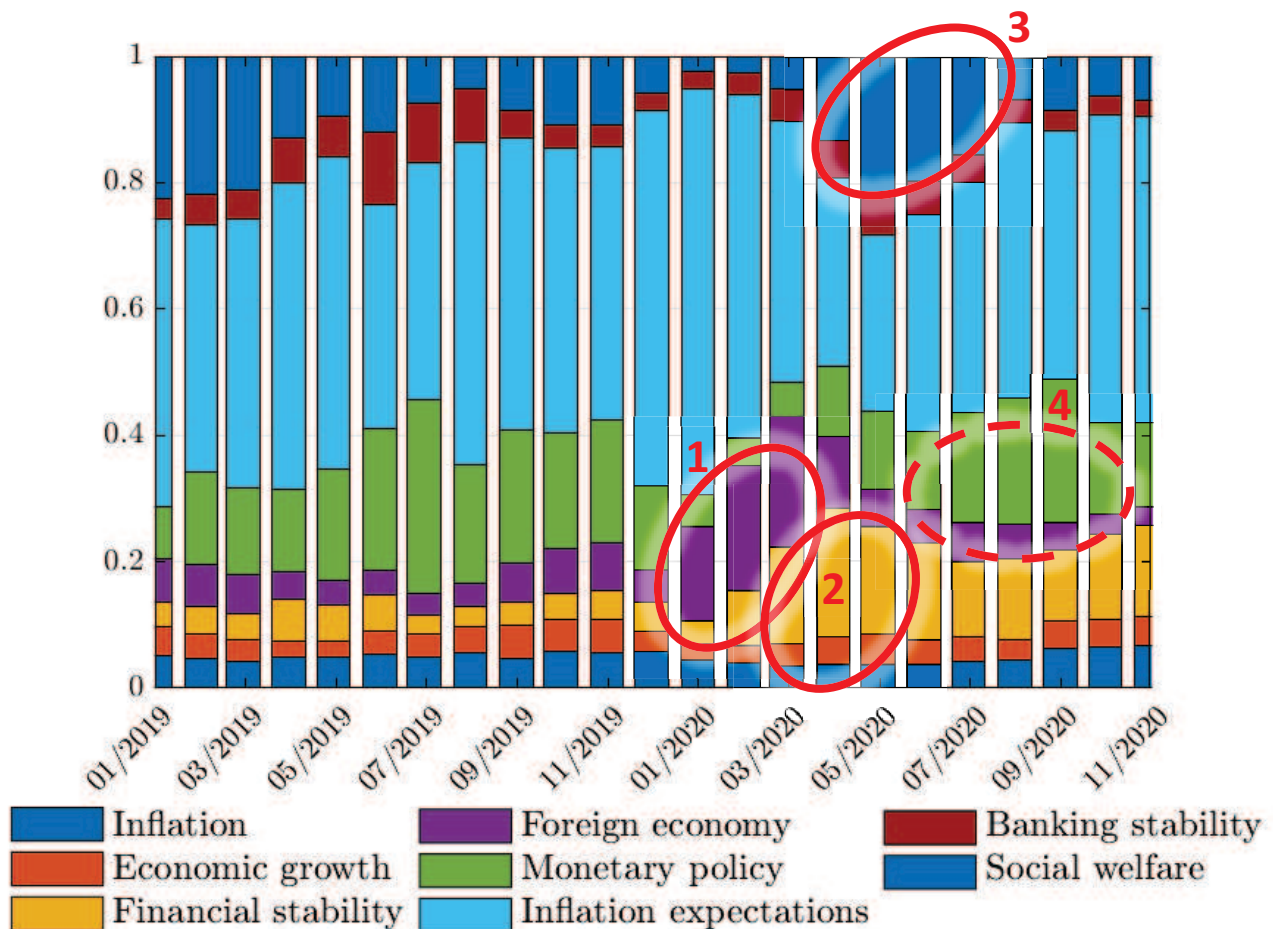 3
1
0.8
0.6
0.4
4
1
0.2
2
0
01/2019
03/2019
05/2019
07/2019
09/2019
11/2019
01/2020
03/2020
05/2020
07/2020
09/2020
11/2020
Inflation
Foreign economy
Banking stability
Economic growth
Monetary policy
Social welfare
Financial stability
Inflation expectations